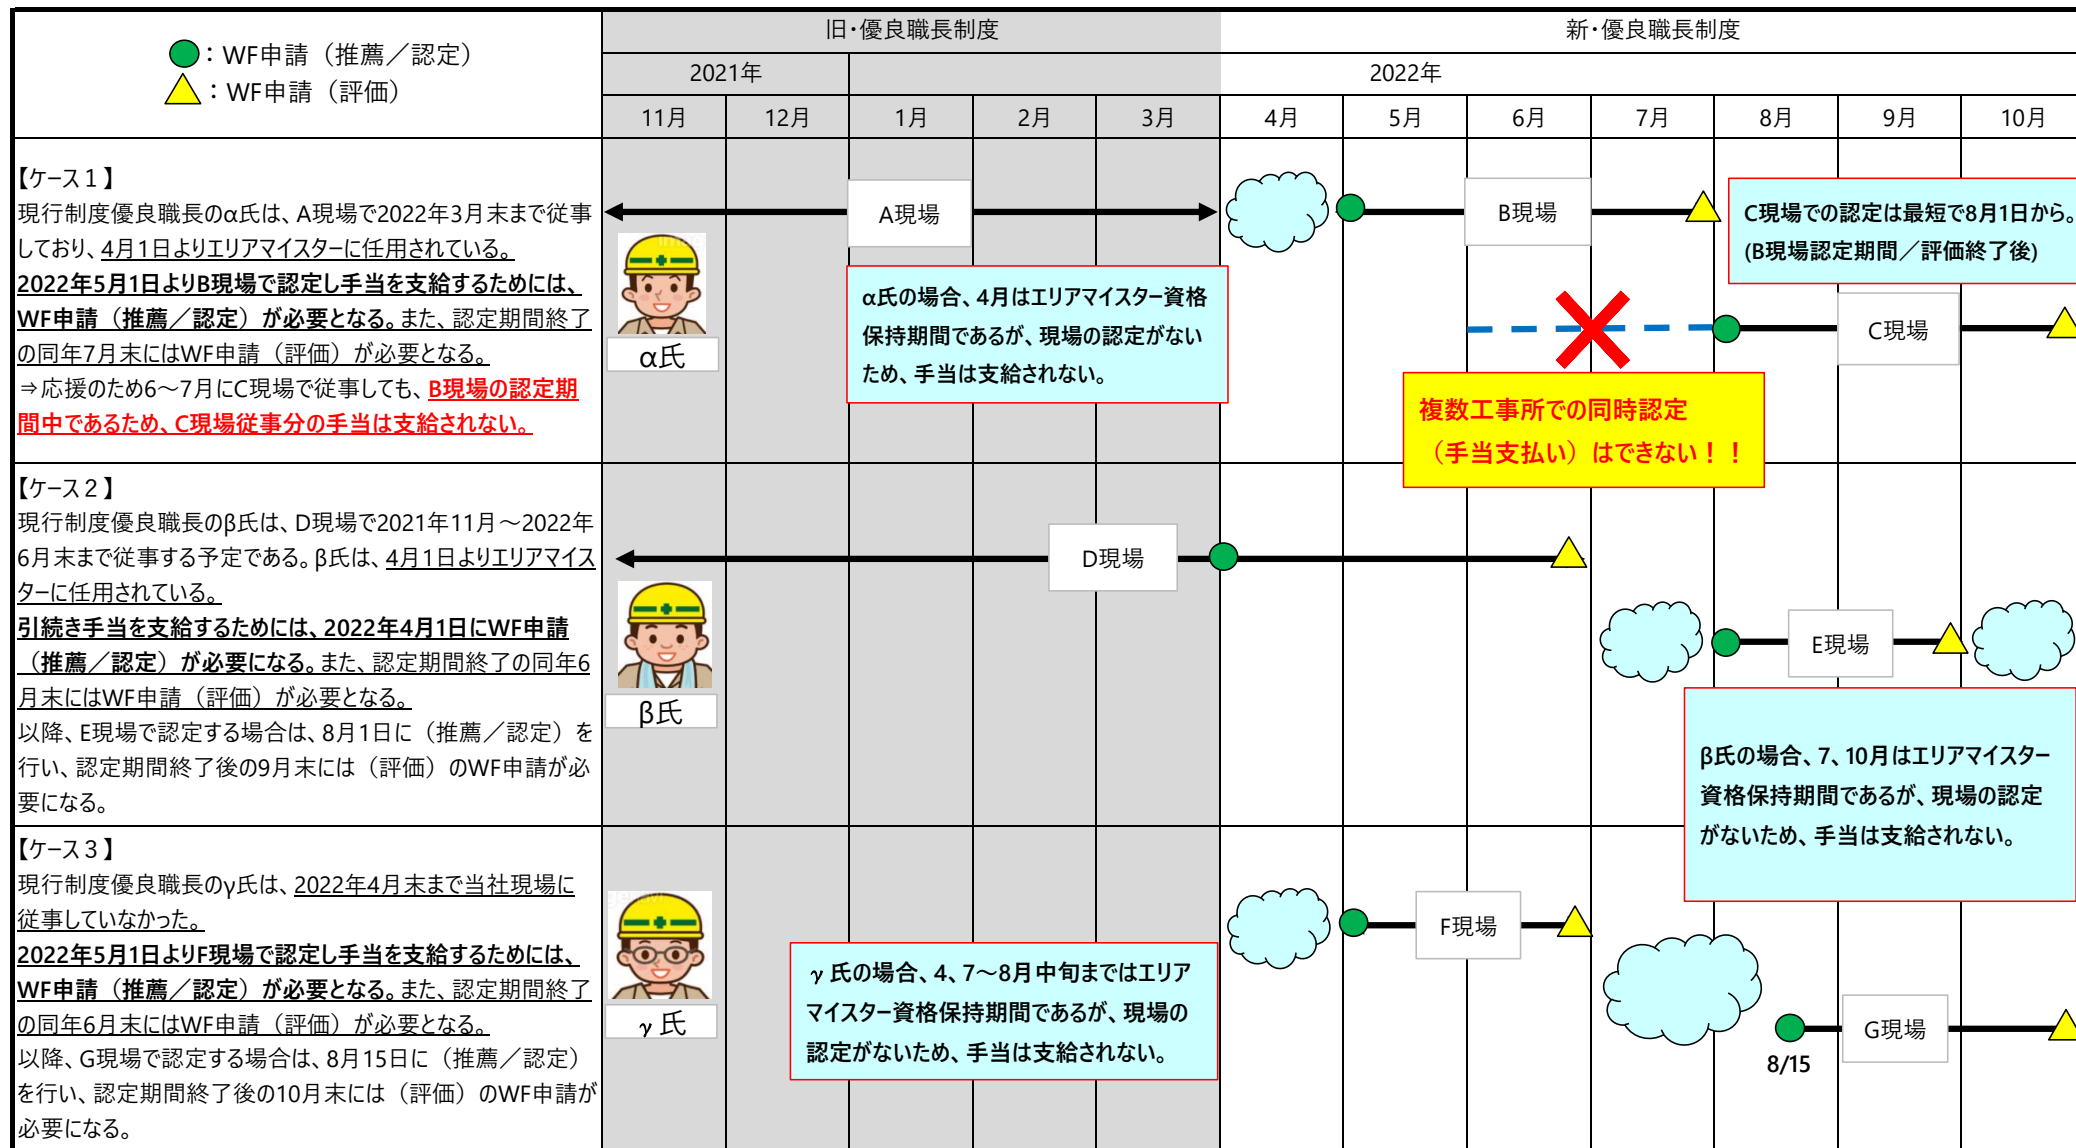 ●：WF申請（推薦／認定）
▲：WF申請（評価）
旧・優良職長制度
新・優良職長制度
2021年
2022年
11月
12月
1月
2月
3月
4月
5月
6月
7月
8月
9月
10月
【ケース１】
現行制度優良職長のα氏は、A現場で2022年3月末まで従事
しており、4月1日よりエリアマイスターに任用されている。
2022年5月1日よりB現場で認定し手当を支給するためには、
WF申請（推薦／認定）が必要となる。また、認定期間終了
の同年7月末にはWF申請（評価）が必要となる。
⇒応援のため6～7月にC現場で従事しても、B現場の認定期
間中であるため、C現場従事分の手当は支給されない。
α氏
A現場
α氏の場合、4月はエリアマイスター資格
保持期間であるが、現場の認定がない
ため、手当は支給されない。
B現場
C現場での認定は最短で8月1日から。
(B現場認定期間／評価終了後)
C現場
複数工事所での同時認定
（手当支払い）はできない！！
【ケース２】
現行制度優良職長のβ氏は、D現場で2021年11月～2022年
6月末まで従事する予定である。β氏は、4月1日よりエリアマイス
ターに任用されている。
引続き手当を支給するためには、2022年4月1日にWF申請
（推薦／認定）が必要になる。また、認定期間終了の同年6
月末にはWF申請（評価）が必要となる。
以降、E現場で認定する場合は、8月1日に（推薦／認定）を
行い、認定期間終了後の9月末には（評価）のWF申請が必
要になる。
β氏
D現場
E現場
β氏の場合、7、10月はエリアマイスター
資格保持期間であるが、現場の認定
がないため、手当は支給されない。
【ケース３】
現行制度優良職長のγ氏は、2022年4月末まで当社現場に
従事していなかった。
2022年5月1日よりF現場で認定し手当を支給するためには、
WF申請（推薦／認定）が必要となる。また、認定期間終了
の同年6月末にはWF申請（評価）が必要となる。
以降、G現場で認定する場合は、8月15日に（推薦／認定）
を行い、認定期間終了後の10月末には（評価）のWF申請が
必要になる。
γ氏
γ氏の場合、4、7～8月中旬まではエリア
マイスター資格保持期間であるが、現場の
認定がないため、手当は支給されない。
F現場
G現場
8/15